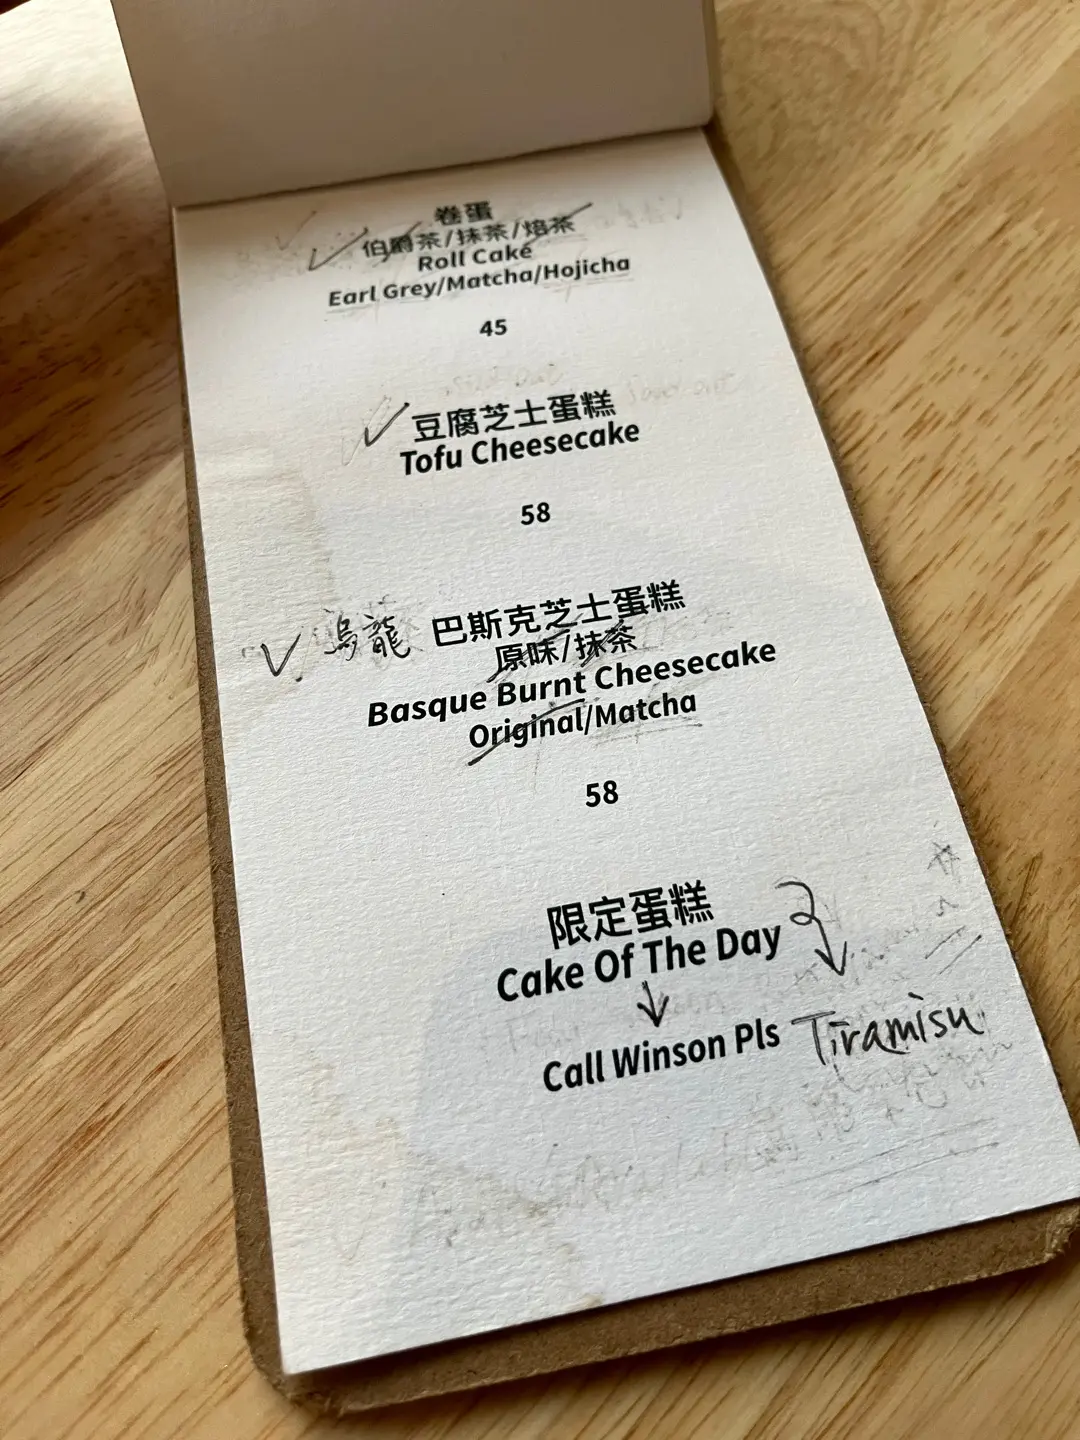 卷蛋
伯爵茶/抹茶/焙茶
Roll Cake
Earl Grey/Matcha/Hojicha
45
豆腐芝士蛋糕
Tofu Cheesecake
58
烏龍 巴斯克芝士蛋糕
原味/抹茶
Basque Burnt Cheesecake
Original/Matcha
58
限定蛋糕
Cake Of The Day
Call Winson Pls Tiramisu